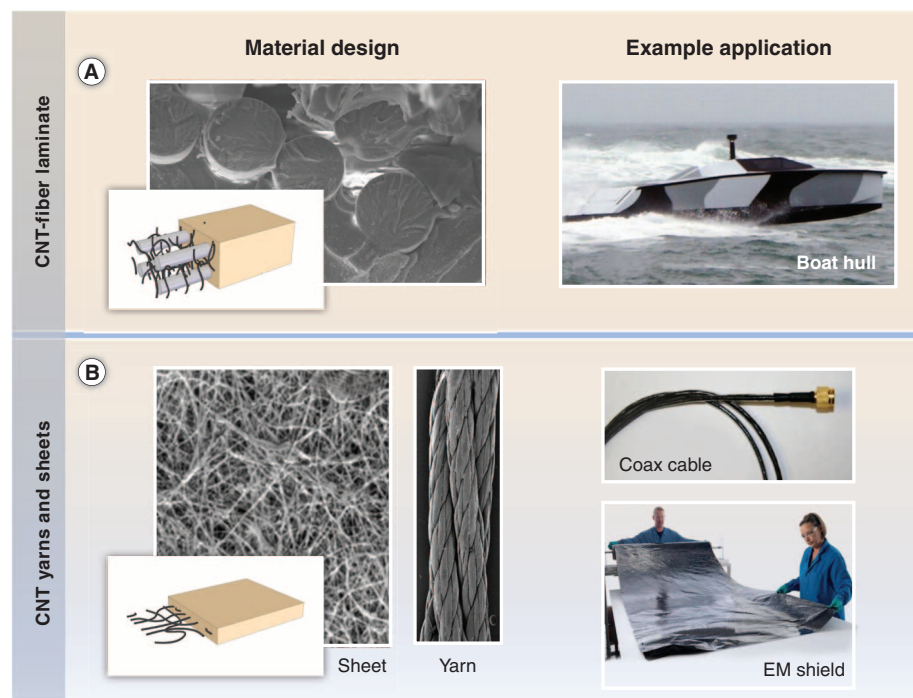 Material design
Example application
CNT-fiber laminate
A
Boat hull
CNT yarns and sheets
B
Coax cable
Sheet
Yarn
EM shield